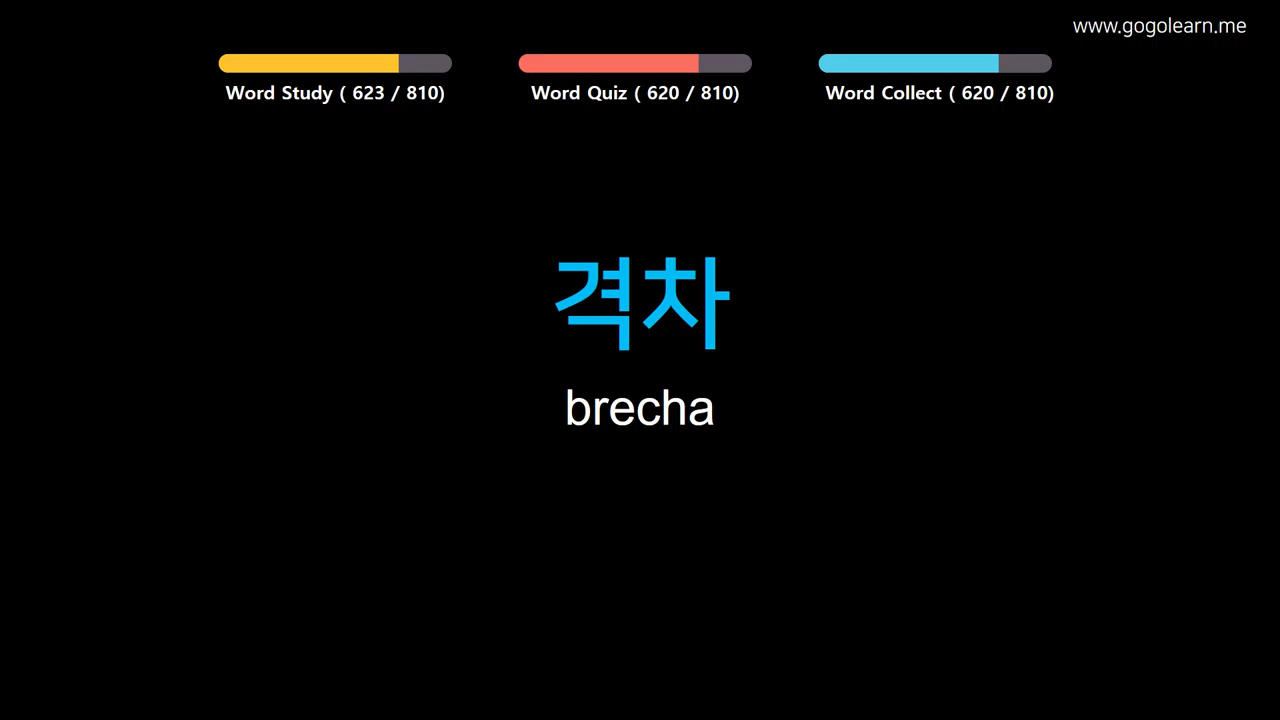 www.gogolearn.me
Word Study ( 623 / 810)
Word Quiz ( 620 / 810)
Word Collect ( 620 / 810)
격차
brecha